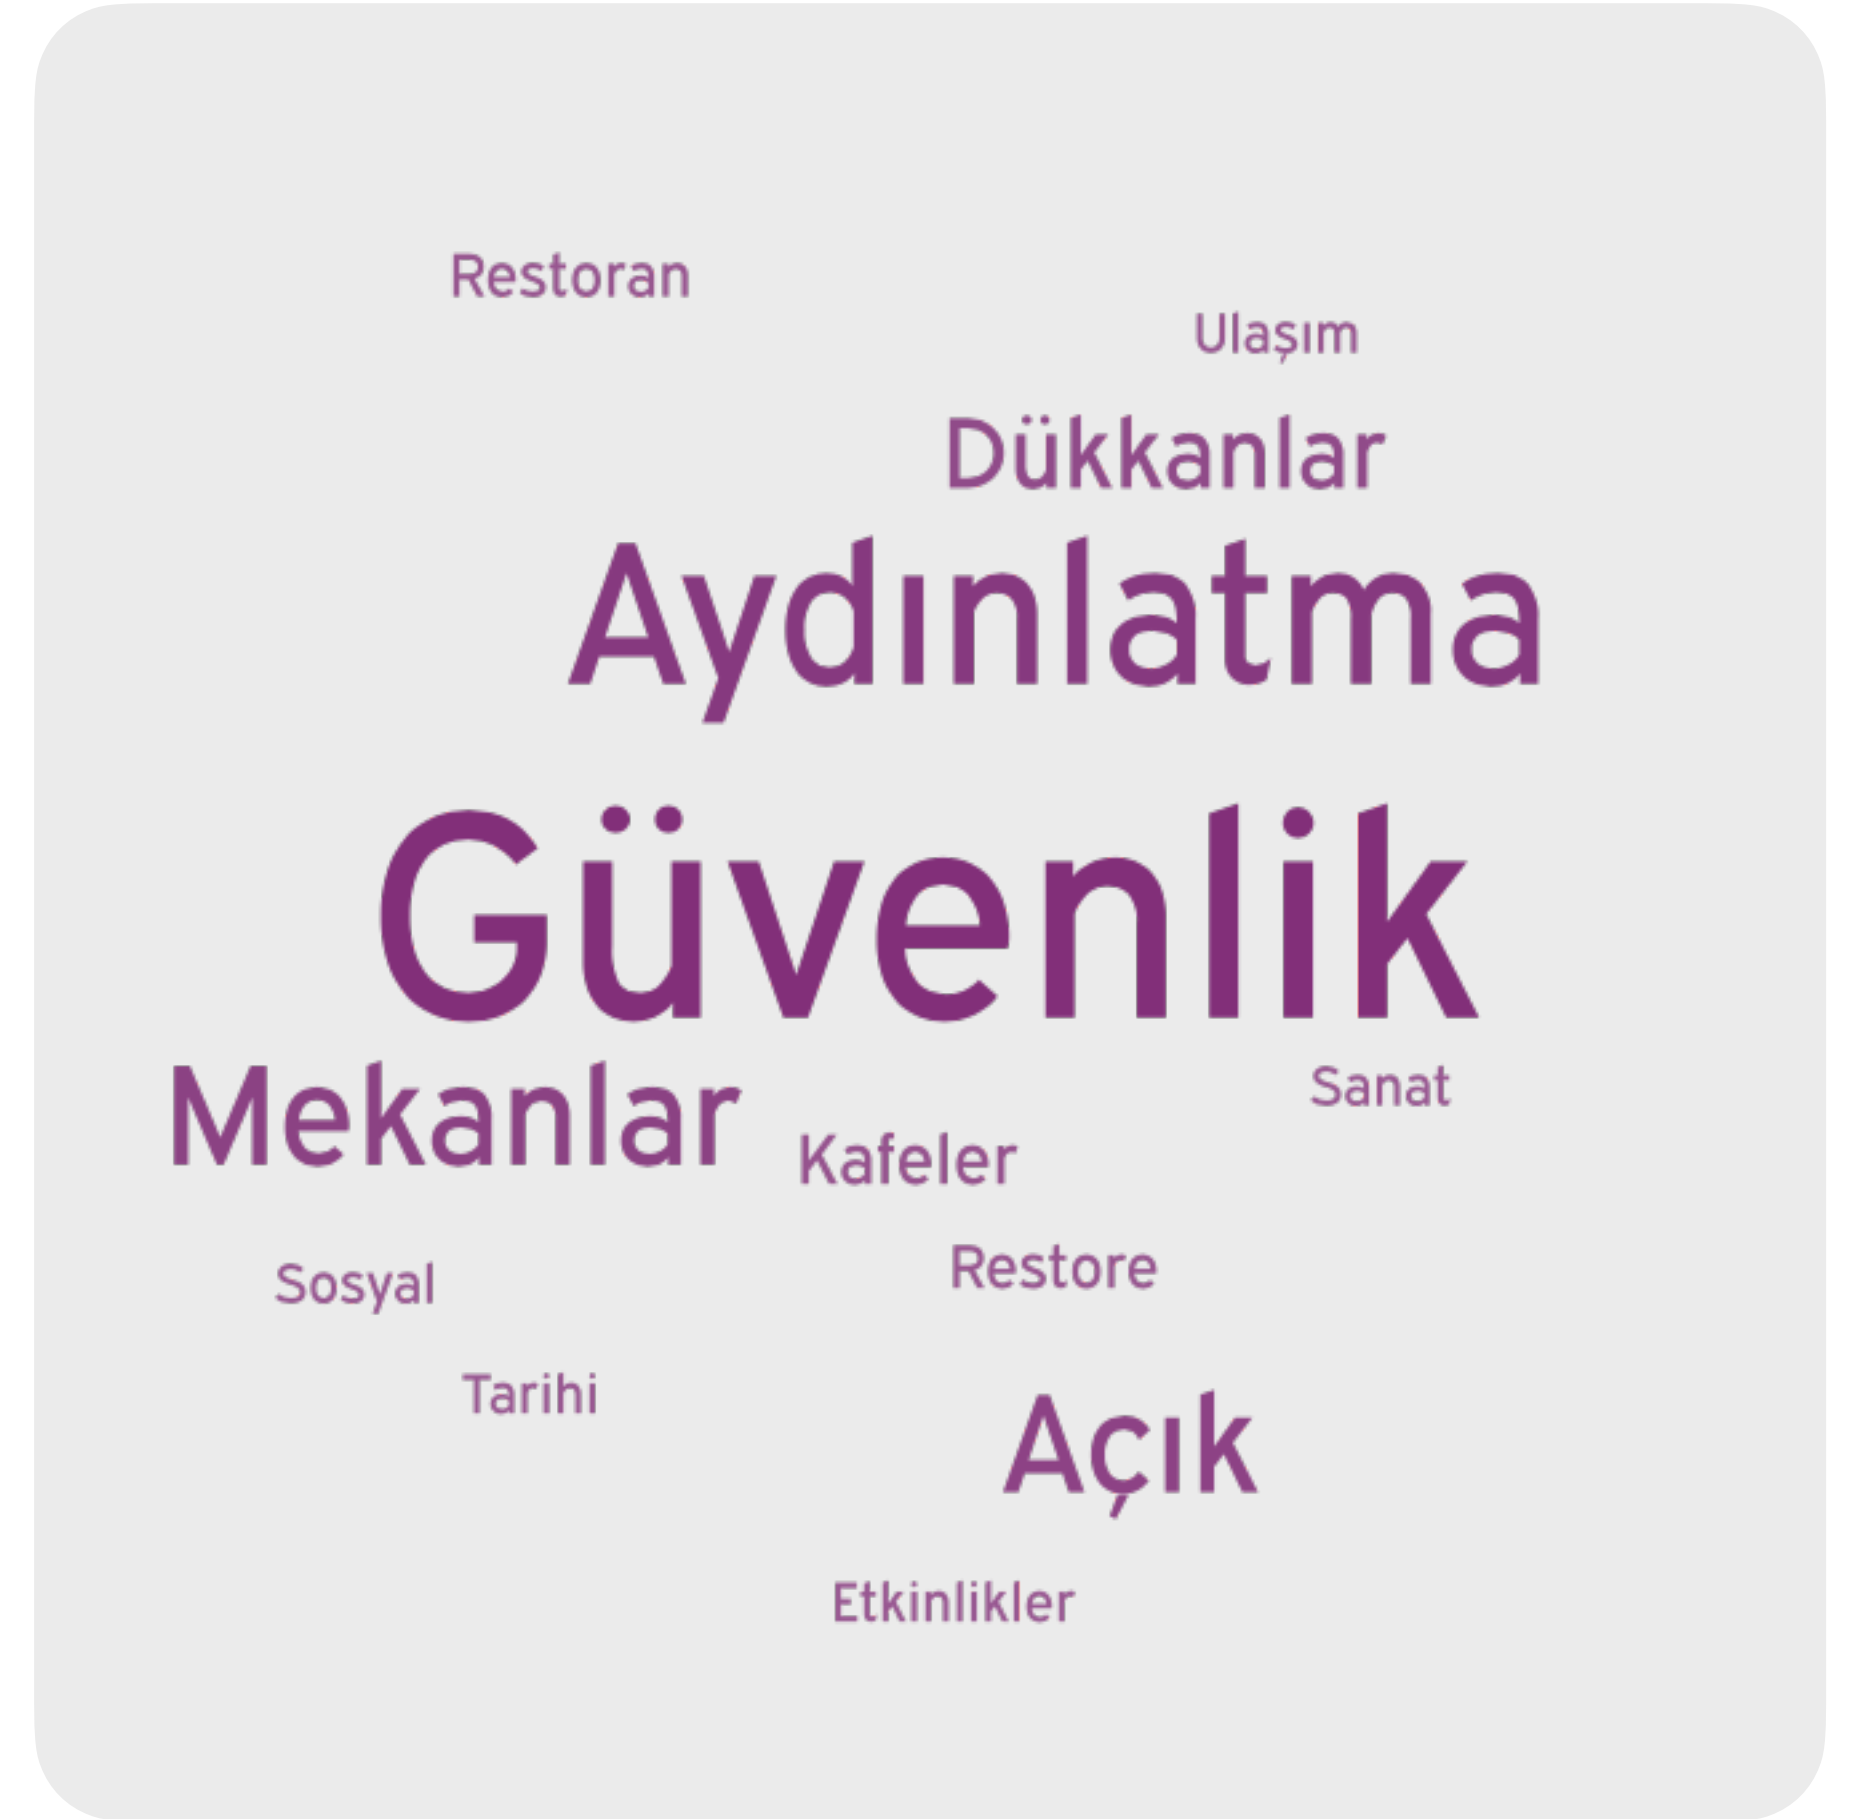 Restoran
Ulaşım
Dükkanlar
Aydınlatma
Güvenlik
Mekanlar
Sanat
Kafeler
Restore
Sosyal
Tarihi
Açık
Etkinlikler